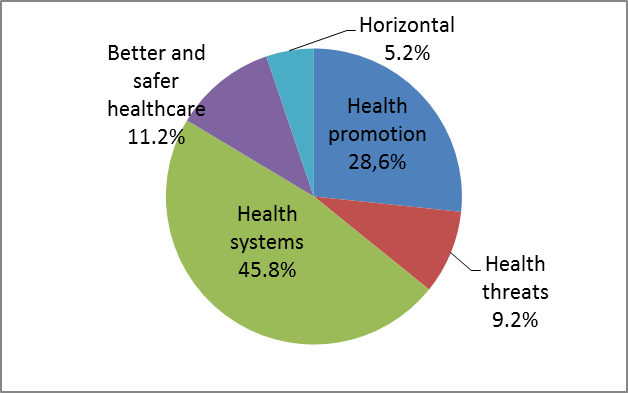 Horizontal
5.2%
Better and
safer
healthcare
11.2%
Health
promotion
28,6%
Health
systems
45.8%
Health
threats
9.2%